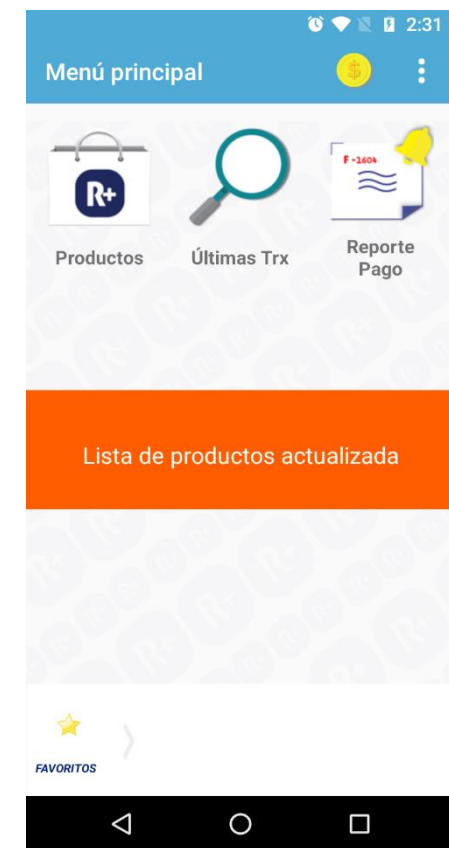 2:31
Menú principal
$
R+
F-1604
Productos
Últimas Trx
Reporte
Pago
Lista de productos actualizada
FAVORITOS